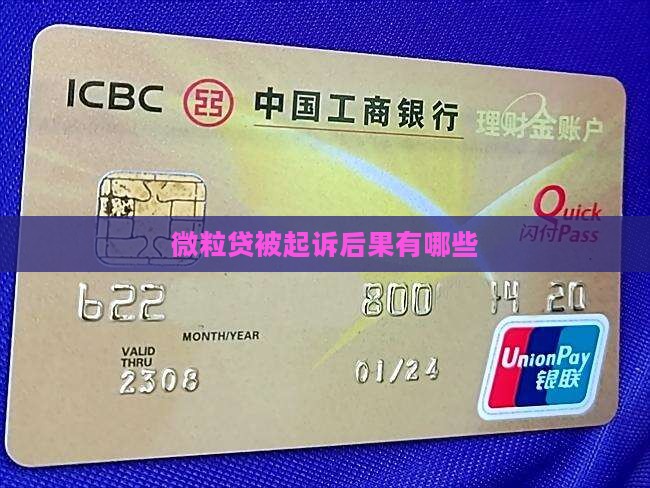 ICBC 中国工商银行
理财金账户
Quick
闪付Pass
微粒贷被起诉后果有哪些
622 800 20
MONTH/YEAR
VALID
THRU
2308 01/24
UnionPay
银联